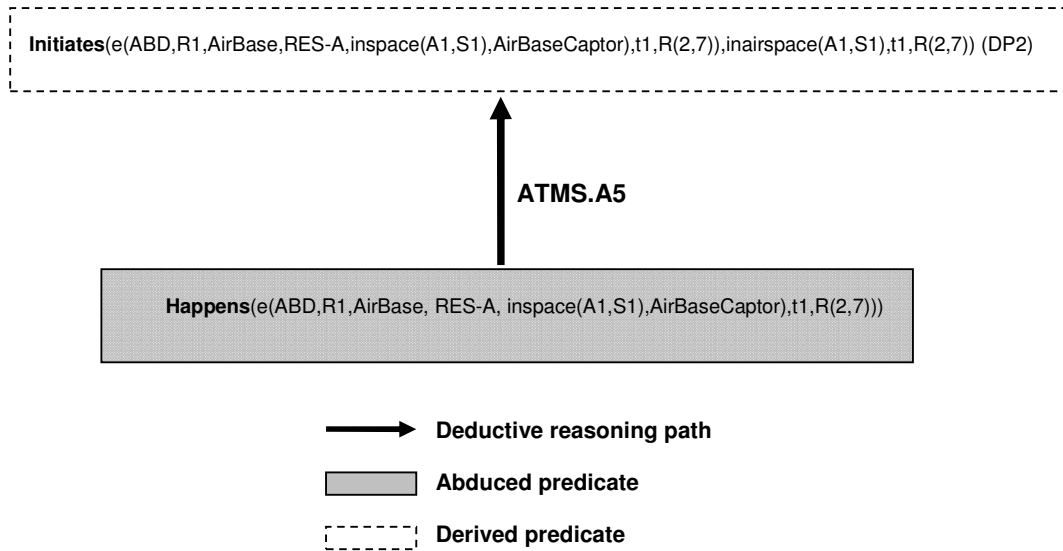 Initiates(e(ABD,R1,AirBase,RES-A,inspace(A1,S1),AirBaseCaptor),t1,R(2,7)),inairspace(A1,S1),t1,R(2,7)) (DP2)
ATMS.A5
Happens(e(ABD,R1,AirBase, RES-A, inspace(A1,S1),AirBaseCaptor),t1,R(2,7)))
Deductive reasoning path
Abduced predicate
Derived predicate